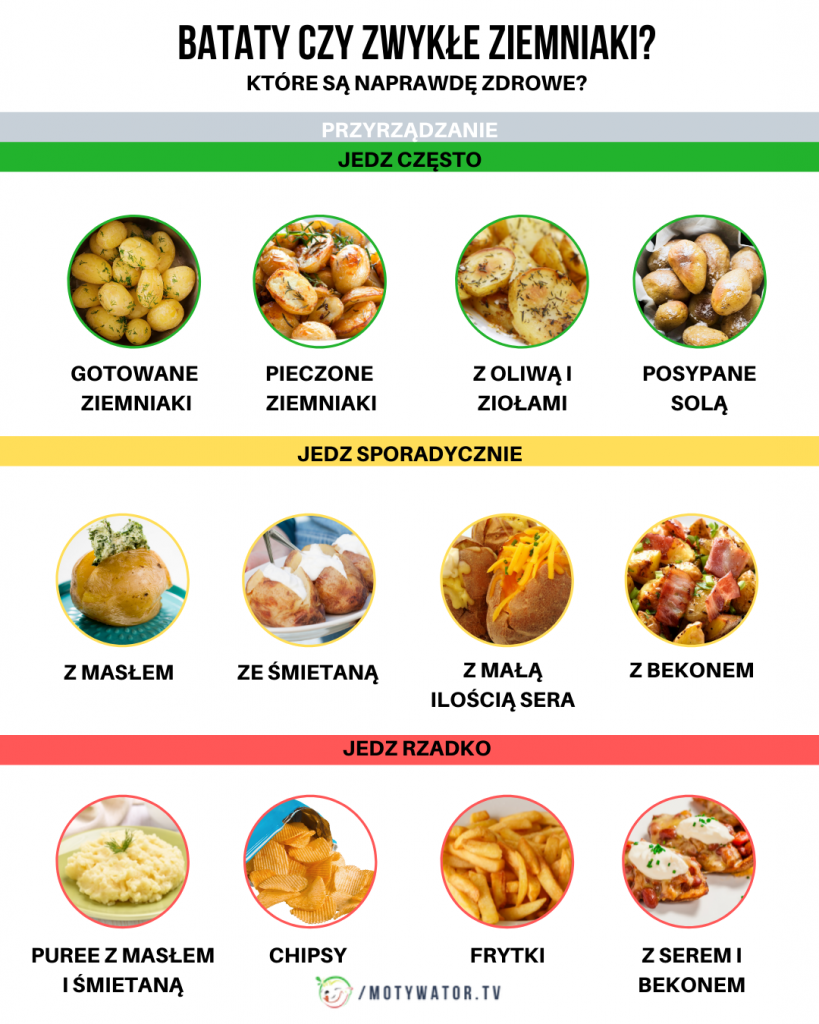 BATATY CZY ZWYKŁE ZIEMNIAKI?
KTÓRE SĄ NAPRAWDĘ ZDROWE?
PRZYRZĄDZANIE
JEDZ CZĘSTO
GOTOWANE
ZIEMNIAKI
PIECZONE
ZIEMNIAKI
Z OLIWĄ I
ZIOŁAMI
POSYPANE
SOLĄ
JEDZ SPORADYCZNIE
Z MASŁEM
ZE ŚMIETANĄ
Z MAŁĄ
ILOŚCIĄ SERA
Z BEKONEM
JEDZ RZADKO
PUREE Z MASŁEM
I ŚMIETANĄ
CHIPSY
FRYTKI
Z SEREM I
BEKONEM
/MOTYWATOR.TV